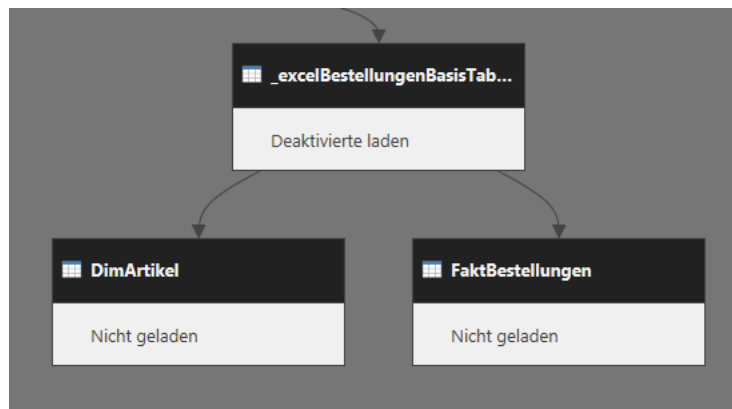 _excelBestellungenBasisTab...
Deaktivierte laden
DimArtikel
FaktBestellungen
Nicht geladen
Nicht geladen